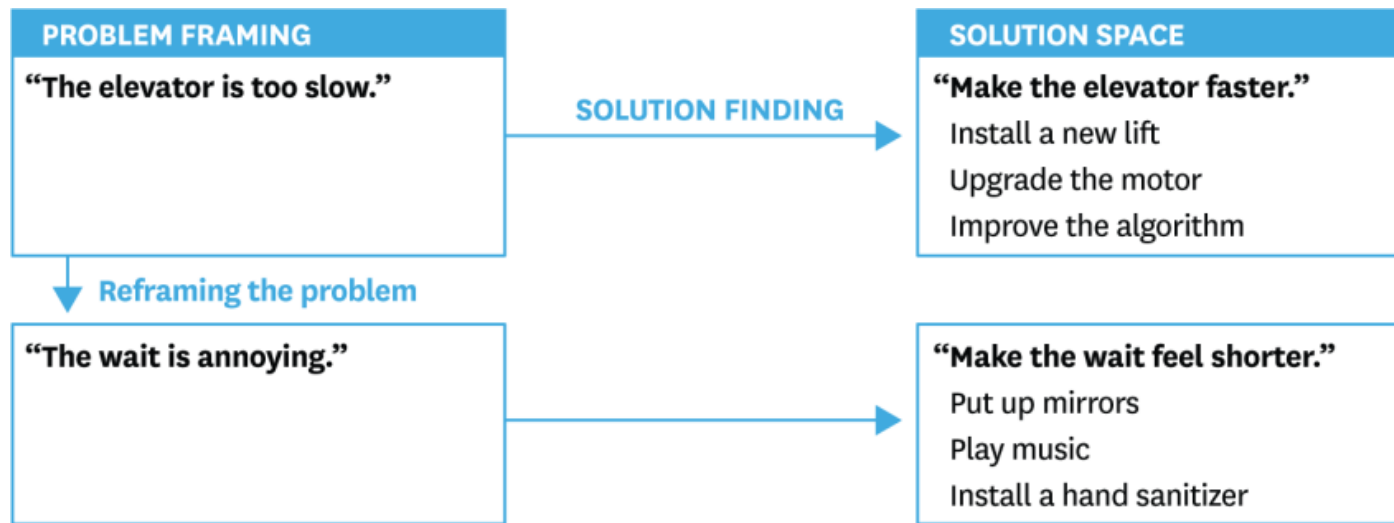 PROBLEM FRAMING
“The elevator is too slow.”
SOLUTION FINDING
SOLUTION SPACE
“Make the elevator faster.”
Install a new lift
Upgrade the motor
Improve the algorithm
Reframing the problem
“The wait is annoying.”
“Make the wait feel shorter.”
Put up mirrors
Play music
Install a hand sanitizer